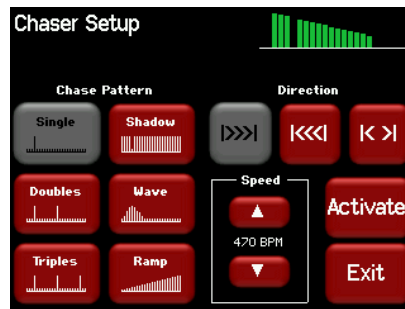 Chaser Setup
Chase Pattern
Direction
Single
Shadow
|>>>|
|<<<|
|< >|
Doubles
Wave
Speed
470 BPM
Activate
Triples
Ramp
Exit